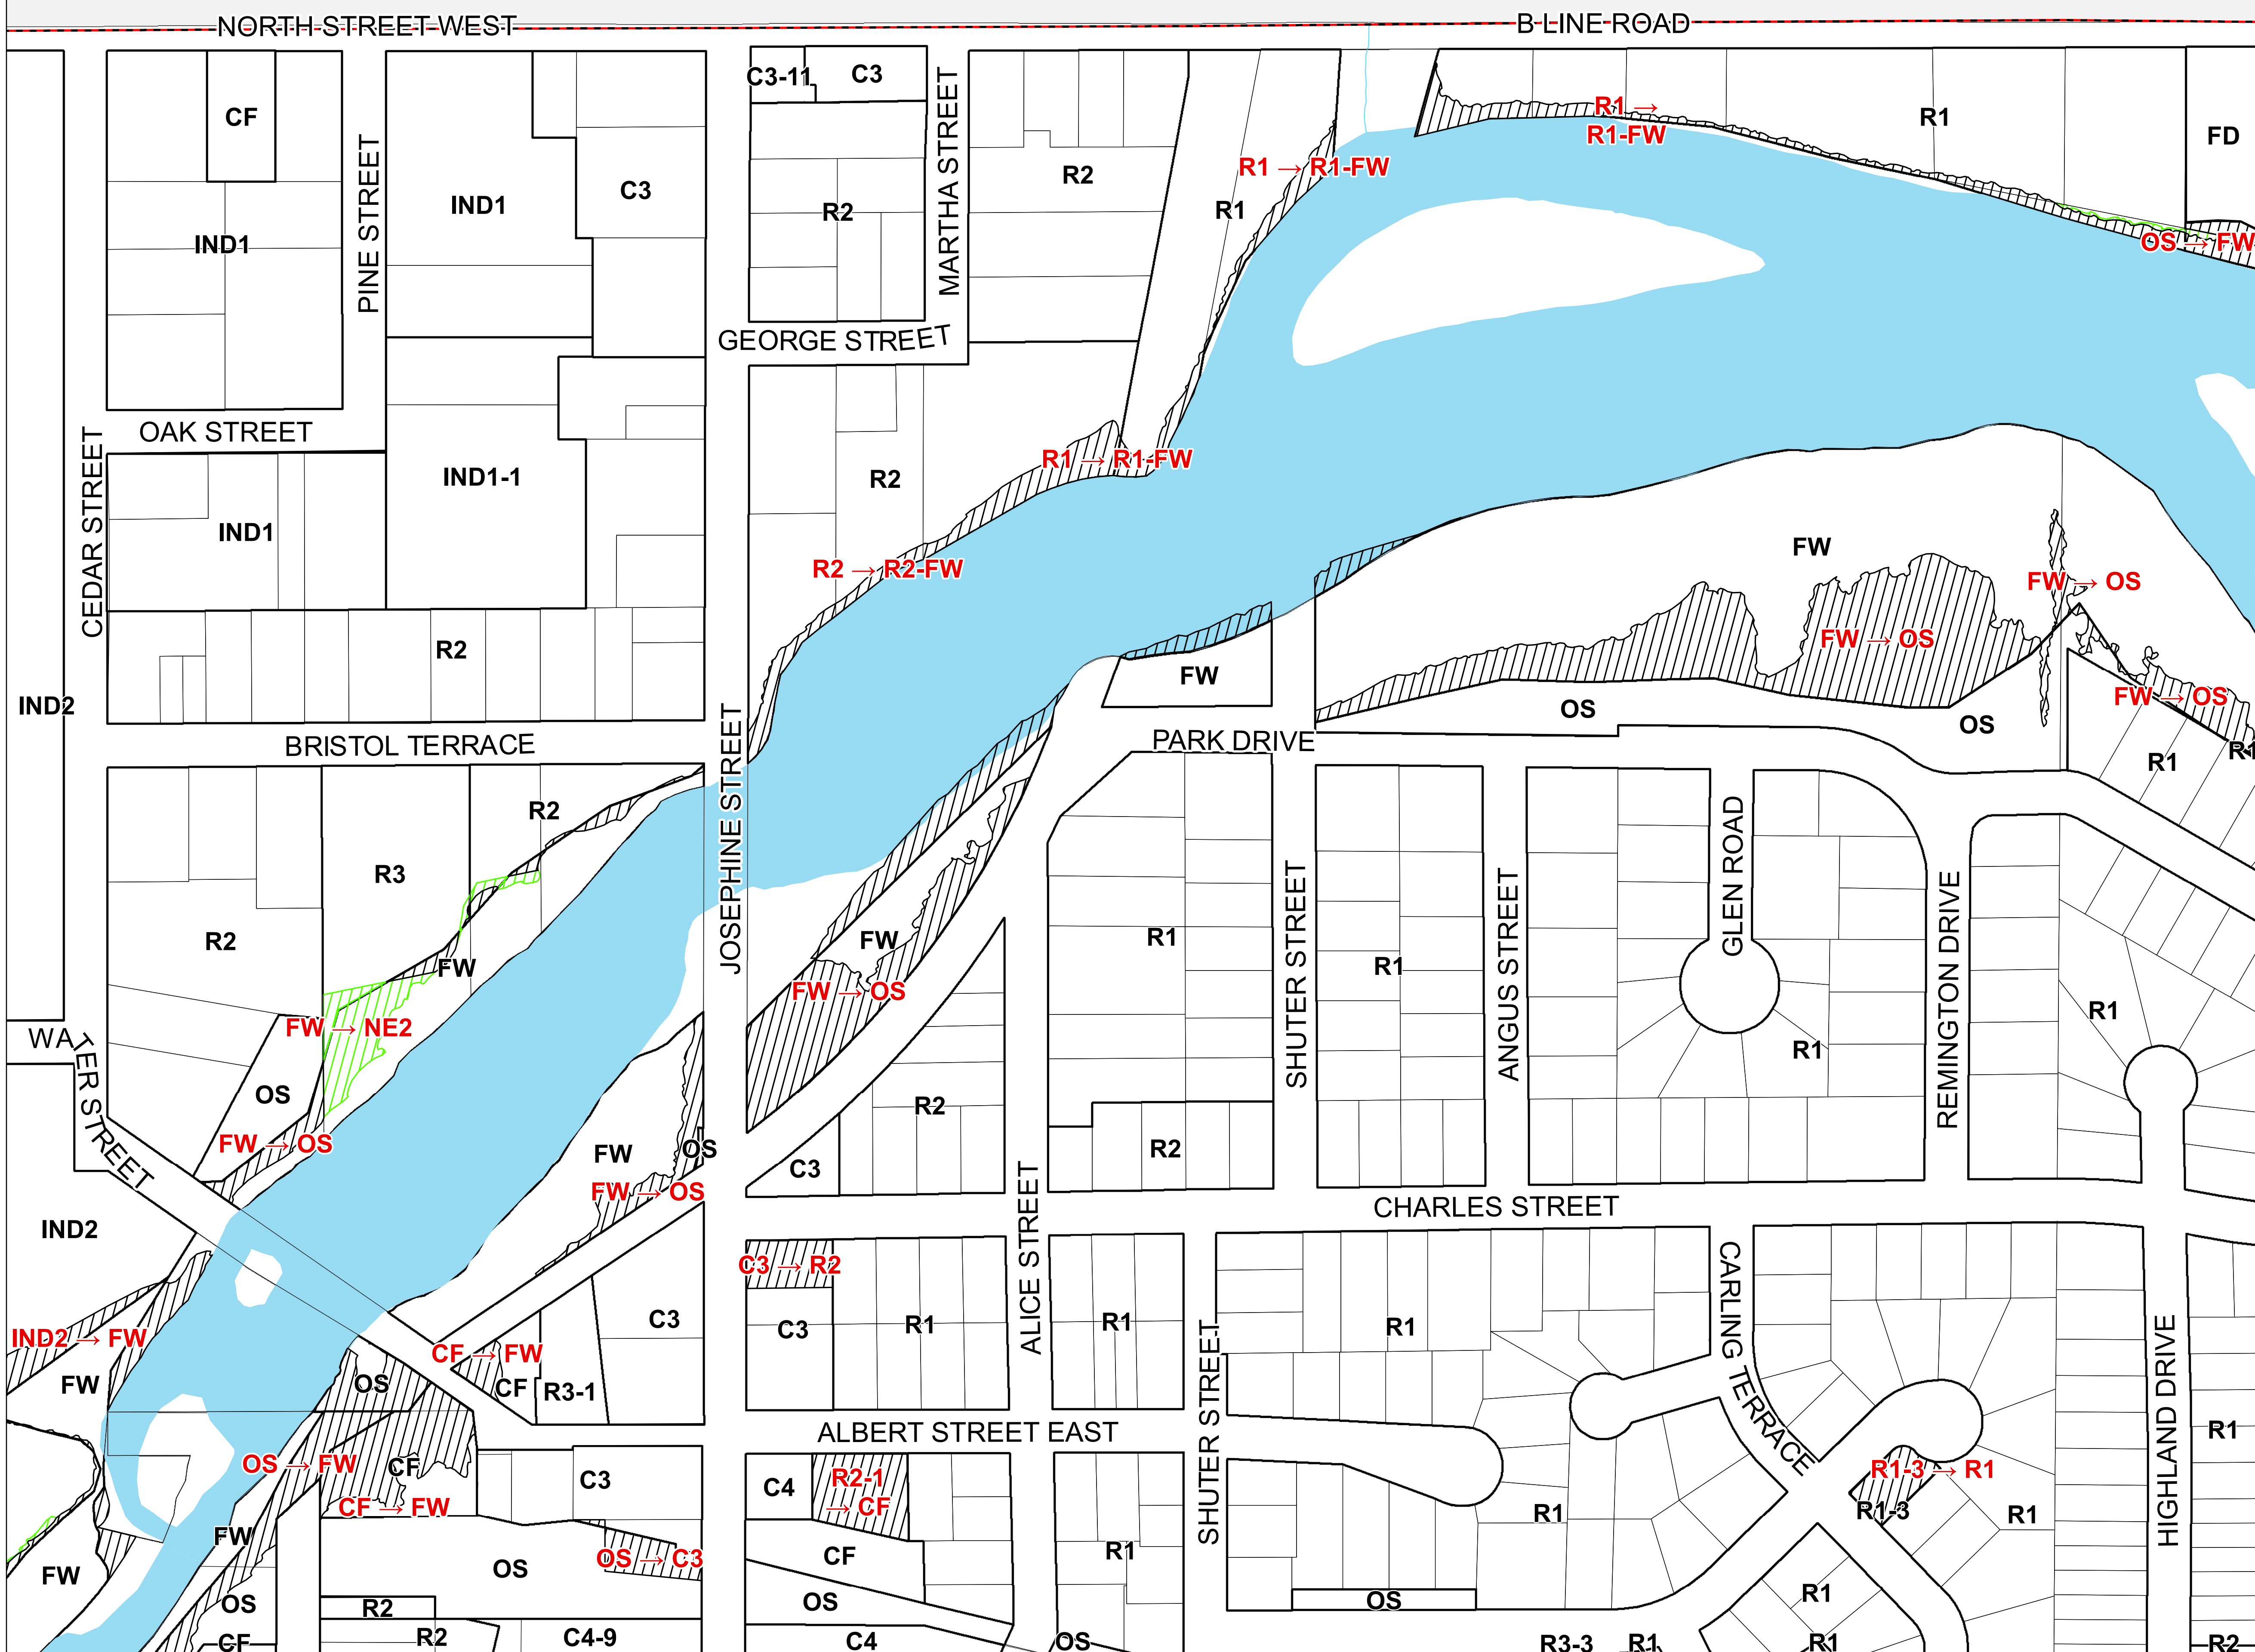 NORTH STREET WEST
B LINE ROAD
C3-11
C3
CF
R1 →
R1-FW
R1
FD
PINE STREET
MARTHA STREET
R1 → R1-FW
R2
IND1
C3
R1
R2
IND1
OS → FW
GEORGE STREET
OAK STREET
CEDAR STREET
R1 → R1-FW
IND1-1
R2
IND1
FW
R2 → R2-FW
FW → OS
FW → OS
R2
FW
FW → OS
IND2
OS
OS
BRISTOL TERRACE
JOSEPHINE STREET
PARK DRIVE
R1
R1
R2
GLEN ROAD
R3
SHUTER STREET
ANGUS STREET
REMINGTON DRIVE
R2
FW
R1
FW
R1
FW → OS
R1
FW → NE2
WATER STREET
R1
OS
R2
FW → OS
FW
OS
R2
C3
FW → OS
ALICE STREET
CHARLES STREET
IND2
C3 → R2
CARLING TERRACE
IND2 → FW
C3
C3
R1
R1
R1
CF → FW
SHUTER STREET
HIGHLAND DRIVE
FW
OS
CF
R3-1
ALBERT STREET EAST
R1
OS → FW
CF
C3
C4
R2-1
→ CF
R1-3 → R1
CF → FW
R1-3
R1
R1
FW
OS → C3
CF
R1
FW
OS
R1
OS
R2
OS
OS
R2
C4-9
C4
OS
CF
R3-3
R1
R1
R2